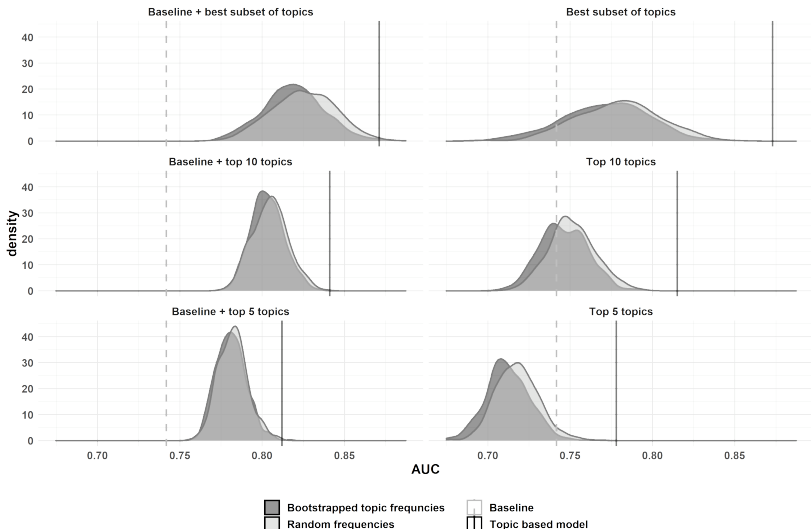 Baseline + best subset of topics
Best subset of topics
40
30
20
10
0
Baseline + top 10 topics
Top 10 topics
40
30
20
10
0
density
Baseline + top 5 topics
Top 5 topics
40
30
20
10
0
0.70 0.75 0.80 0.85 0.70 0.75 0.80 0.85
AUC
Bootstrapped topic frequncies Baseline
Random frequencies Topic based model